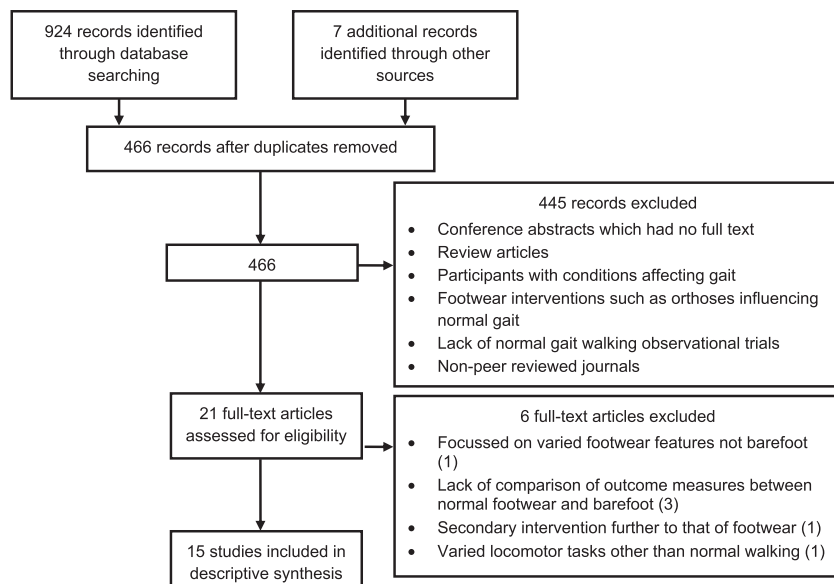 924 records identified
through database
searching
7 additional records
identified through other
sources
466 records after duplicates removed
445 records excluded
• Conference abstracts which had no full text
• Review articles
• Participants with conditions affecting gait
• Footwear interventions such as orthoses influencing
normal gait
• Lack of normal gait walking observational trials
• Non-peer reviewed journals
466
21 full-text articles
assessed for eligibility
6 full-text articles excluded
• Focussed on varied footwear features not barefoot
(1)
• Lack of comparison of outcome measures between
normal footwear and barefoot (3)
• Secondary intervention further to that of footwear (1)
• Varied locomotor tasks other than normal walking (1)
15 studies included in
descriptive synthesis